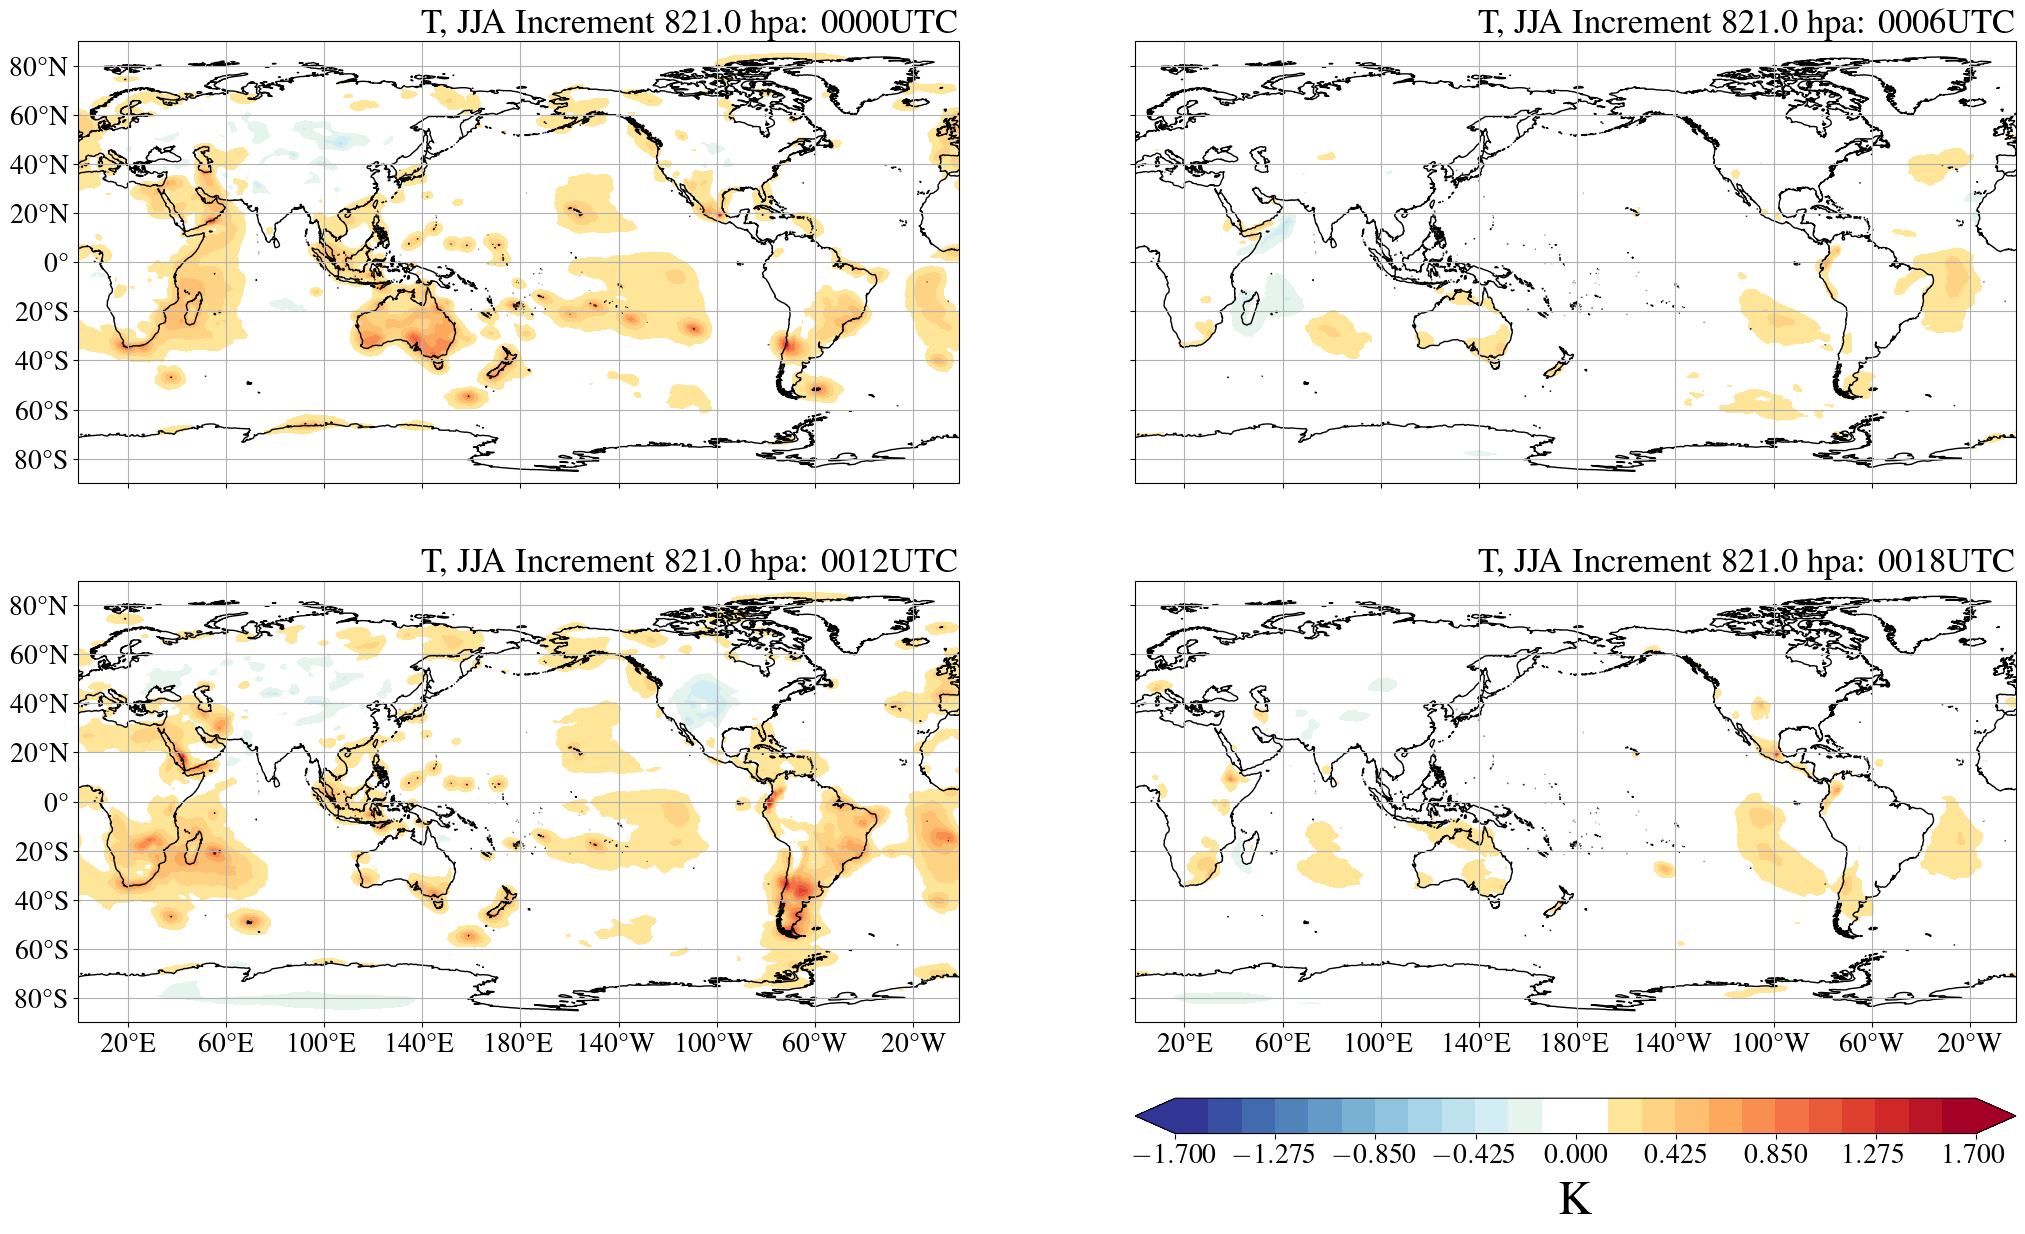 T, JJA Increment 821.0 hpa: 0000UTC
T, JJA Increment 821.0 hpa: 0006UTC
80°N
60°N
40°N
20°N
0°
20°S
40°S
60°S
80°S
T, JJA Increment 821.0 hpa: 0012UTC
T, JJA Increment 821.0 hpa: 0018UTC
80°N
60°N
40°N
20°N
0°
20°S
40°S
60°S
80°S
20°E 60°E 100°E 140°E 180°E 140°W 100°W 60°W 20°W
20°E 60°E 100°E 140°E 180°E 140°W 100°W 60°W 20°W
−1.700 −1.275 −0.850 −0.425 0.000 0.425 0.850 1.275 1.700
K